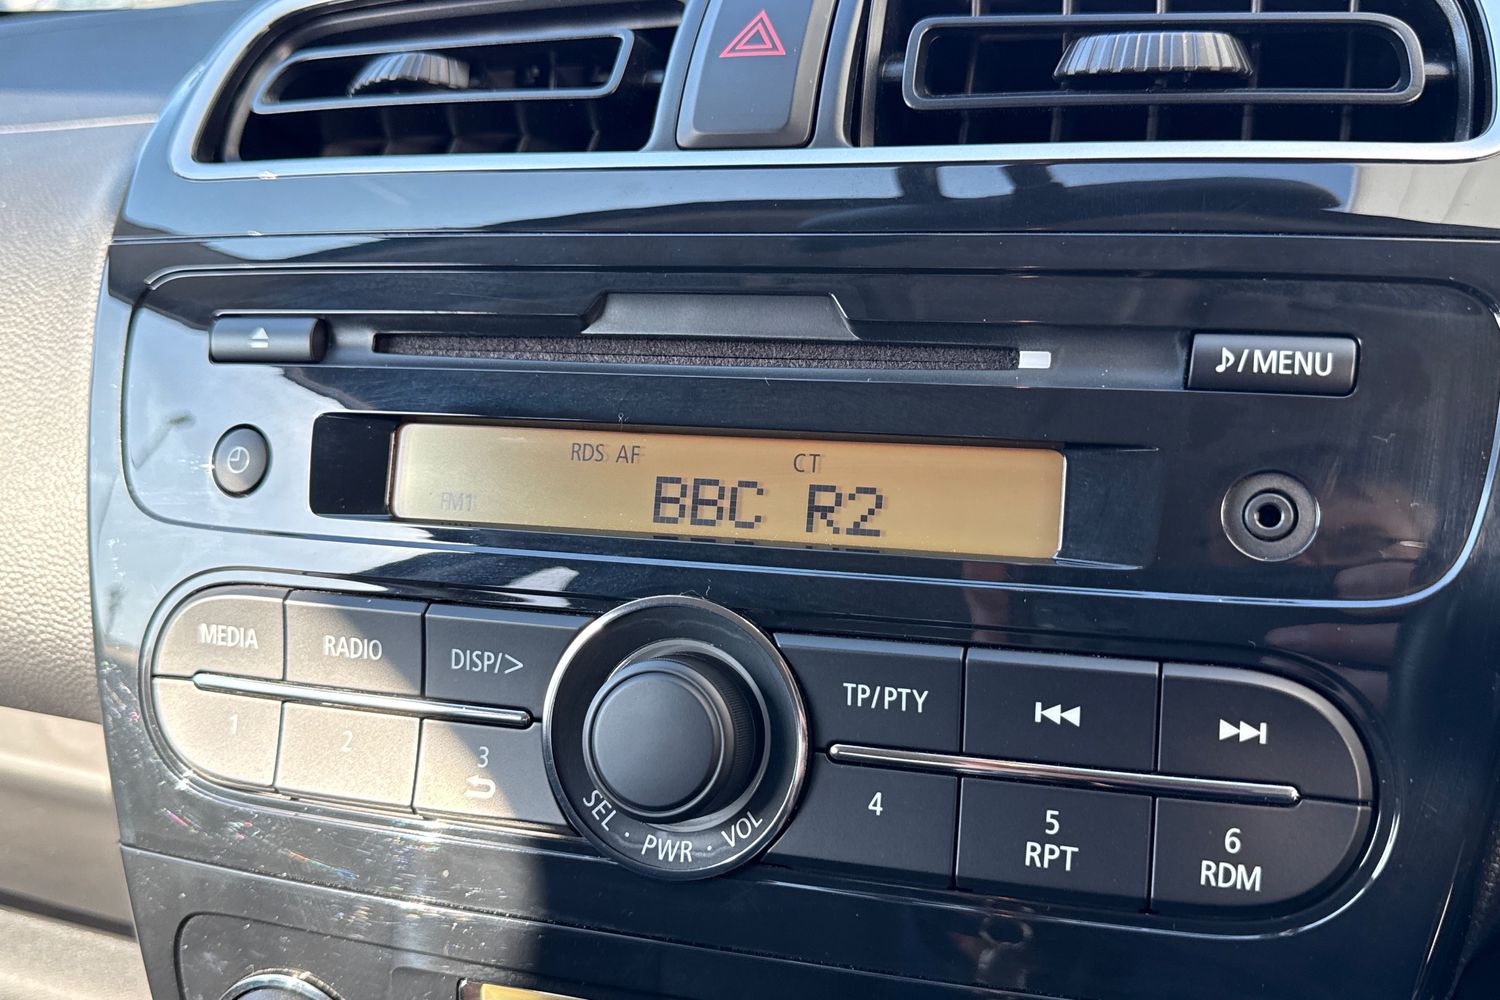 ♪/MENU
RDS AF CT
FM1 BBC R2
MEDIA RADIO DISP/>
TP/PTY
1 2 3
4 5 6
RPT RDM
SEL · PWR · VOL